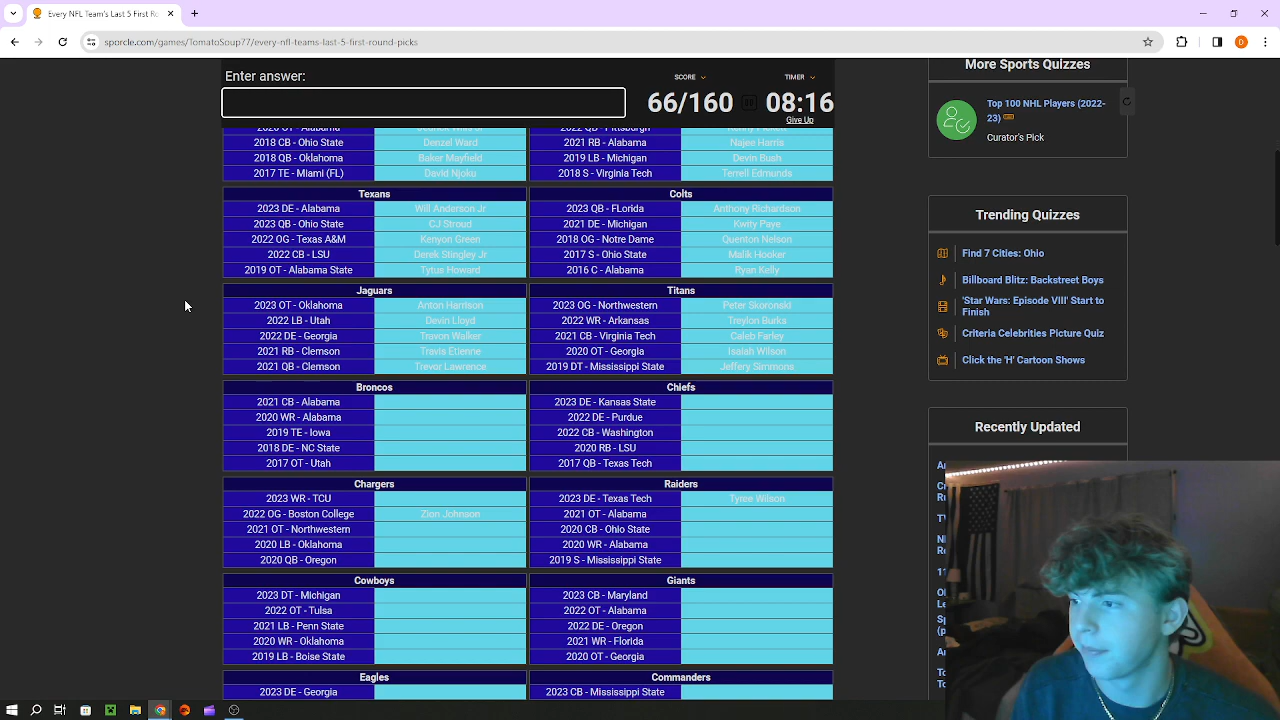 Every NFL Team's First Ro
sporcle.com/games/TomatoSoup77/every-nfl-teams-last-5-first-round-picks
D
Enter answer:
SCORE
TIMER
66/160
08:16
Give Up
2018 CB - Ohio State Denzel Ward
2021 RB - Alabama Najee Harris
2018 QB - Oklahoma Baker Mayfield
2019 LB - Michigan Devin Bush
2017 TE - Miami (FL) David Njoku
2018 S - Virginia Tech Terrell Edmunds
Texans
Colts
2023 DE - Alabama Will Anderson Jr
2023 QB - FLorida Anthony Richardson
2023 QB - Ohio State CJ Stroud
2021 DE - Michigan Kwity Paye
2022 OG - Texas A&M Kenyon Green
2018 OG - Notre Dame Quenton Nelson
2022 CB - LSU Derek Stingley Jr
2017 S - Ohio State Malik Hooker
2019 OT - Alabama State Tytus Howard
2016 C - Alabama Ryan Kelly
Jaguars
Titans
2023 OT - Oklahoma Anton Harrison
2023 OG - Northwestern Peter Skoronski
2022 LB - Utah Devin Lloyd
2022 WR - Arkansas Treylon Burks
2022 DE - Georgia Travon Walker
2021 CB - Virginia Tech Caleb Farley
2021 RB - Clemson Travis Etienne
2020 OT - Georgia Isaiah Wilson
2021 QB - Clemson Trevor Lawrence
2019 DT - Mississippi State Jeffery Simmons
Broncos
Chiefs
2021 CB - Alabama
2023 DE - Kansas State
2020 WR - Alabama
2022 DE - Purdue
2019 TE - Iowa
2022 CB - Washington
2018 DE - NC State
2020 RB - LSU
2017 OT - Utah
2017 QB - Texas Tech
Chargers
Raiders
2023 WR - TCU
2023 DE - Texas Tech Tyree Wilson
2022 OG - Boston College Zion Johnson
2021 OT - Alabama
2021 OT - Northwestern
2020 CB - Ohio State
2020 LB - Oklahoma
2020 WR - Alabama
2020 QB - Oregon
2019 S - Mississippi State
Cowboys
Giants
2023 DT - Michigan
2023 CB - Maryland
2022 OT - Tulsa
2022 OT - Alabama
2021 LB - Penn State
2022 DE - Oregon
2020 WR - Oklahoma
2021 WR - Florida
2019 LB - Boise State
2020 OT - Georgia
Eagles
Commanders
2023 DE - Georgia
2023 CB - Mississippi State
More Sports Quizzes
Top 100 NHL Players (2022-
23)
Curator's Pick
Trending Quizzes
Find 7 Cities: Ohio
Billboard Blitz: Backstreet Boys
'Star Wars: Episode VIII' Start to
Finish
Criteria Celebrities Picture Quiz
Click the 'H' Cartoon Shows
Recently Updated